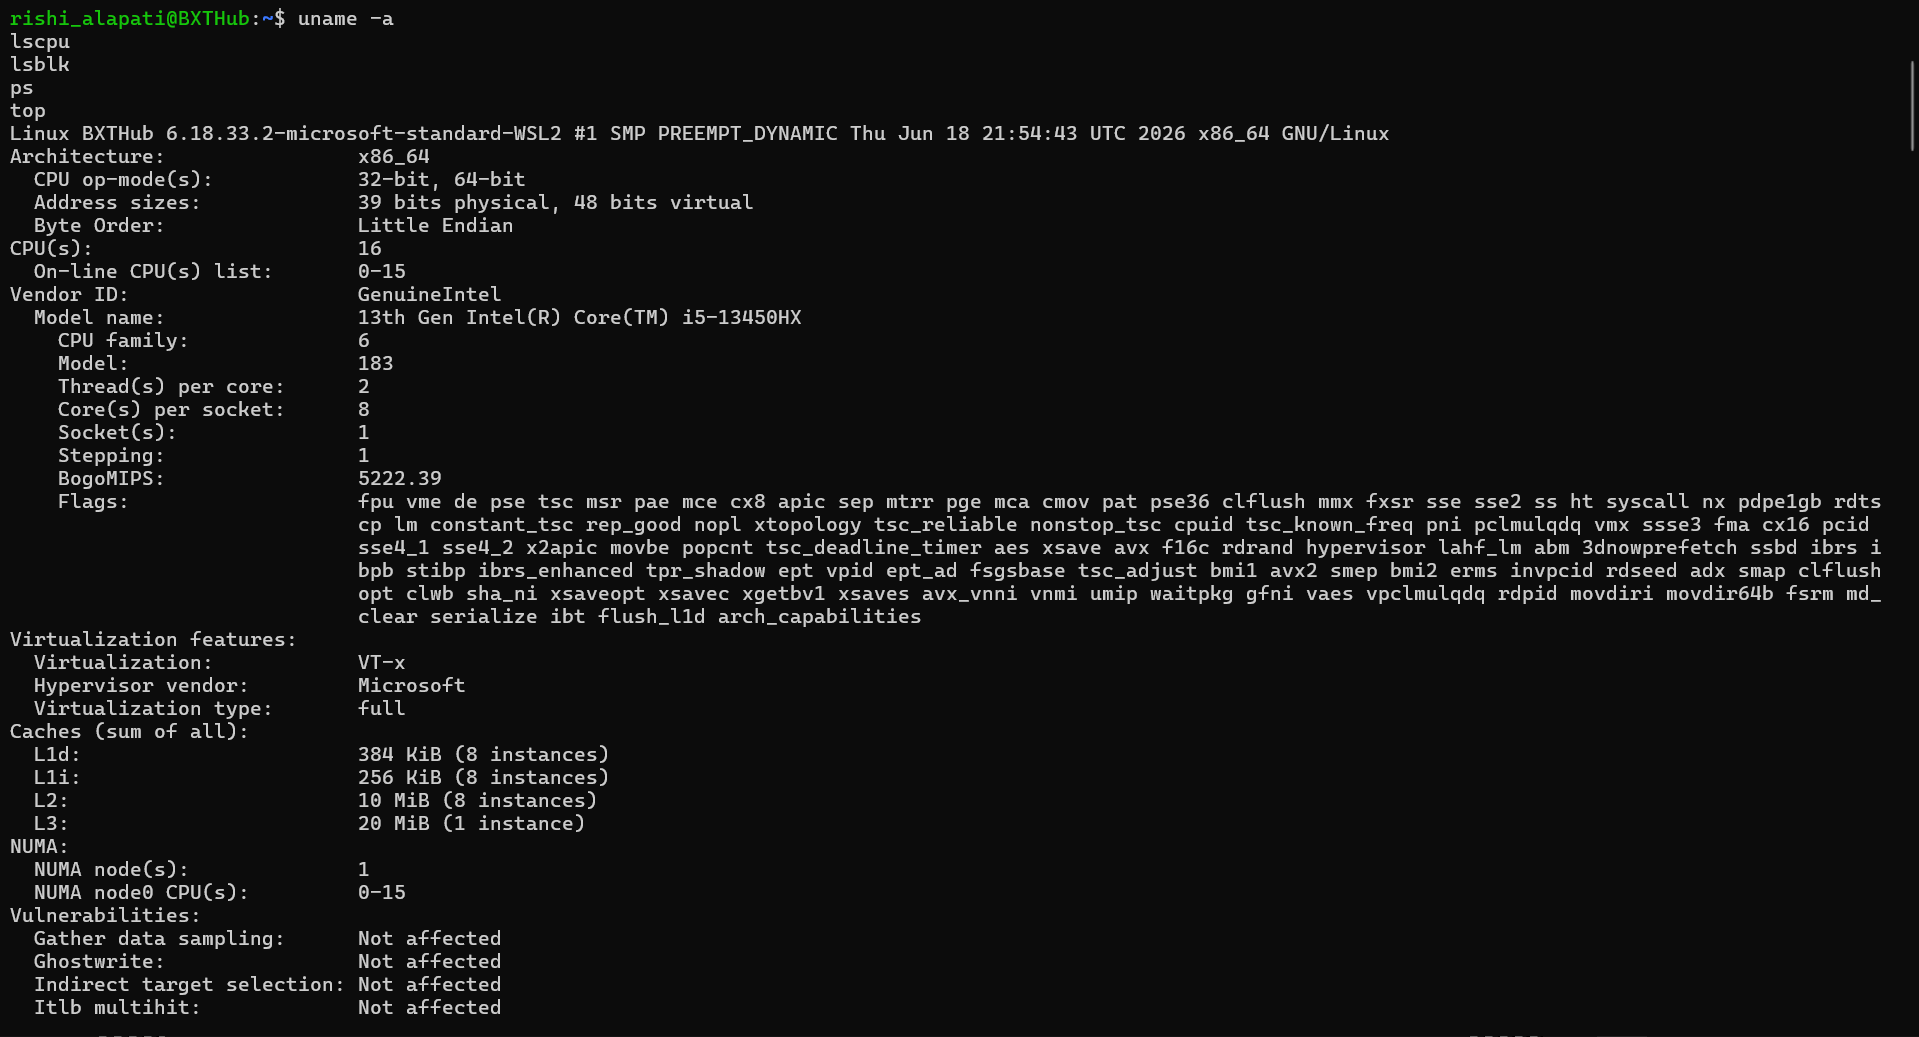 rishi_alapati@BXTHub:~$ uname -a
lscpu
lsblk
ps
top
Linux BXTHub 6.18.33.2-microsoft-standard-WSL2 #1 SMP PREEMPT_DYNAMIC Thu Jun 18 21:54:43 UTC 2026 x86_64 GNU/Linux
Architecture:                x86_64
  CPU op-mode(s):            32-bit, 64-bit
  Address sizes:             39 bits physical, 48 bits virtual
  Byte Order:                Little Endian
CPU(s):                      16
  On-line CPU(s) list:       0-15
Vendor ID:                   GenuineIntel
  Model name:                13th Gen Intel(R) Core(TM) i5-13450HX
    CPU family:              6
    Model:                   183
    Thread(s) per core:      2
    Core(s) per socket:      8
    Socket(s):               1
    Stepping:                1
    BogoMIPS:                5222.39
    Flags:                   fpu vme de pse tsc msr pae mce cx8 apic sep mtrr pge mca cmov pat pse36 clflush mmx fxsr sse sse2 ss ht syscall nx pdpe1gb rdts
                             cp lm constant_tsc rep_good nopl xtopology tsc_reliable nonstop_tsc cpuid tsc_known_freq pni pclmulqdq vmx ssse3 fma cx16 pcid
                             sse4_1 sse4_2 x2apic movbe popcnt tsc_deadline_timer aes xsave avx f16c rdrand hypervisor lahf_lm abm 3dnowprefetch ssbd ibrs i
                             bpb stibp ibrs_enhanced tpr_shadow ept vpid ept_ad fsgsbase tsc_adjust bmi1 avx2 smep bmi2 erms invpcid rdseed adx smap clflush
                             opt clwb sha_ni xsaveopt xsavec xgetbv1 xsaves avx_vnni vnmi umip waitpkg gfni vaes vpclmulqdq rdpid movdiri movdir64b fsrm md_
                             clear serialize ibt flush_l1d arch_capabilities
Virtualization features:
  Virtualization:            VT-x
  Hypervisor vendor:         Microsoft
  Virtualization type:       full
Caches (sum of all):
  L1d:                       384 KiB (8 instances)
  L1i:                       256 KiB (8 instances)
  L2:                        10 MiB (8 instances)
  L3:                        20 MiB (1 instance)
NUMA:
  NUMA node(s):              1
  NUMA node0 CPU(s):         0-15
Vulnerabilities:
  Gather data sampling:      Not affected
  Ghostwrite:                Not affected
  Indirect target selection: Not affected
  Itlb multihit:             Not affected